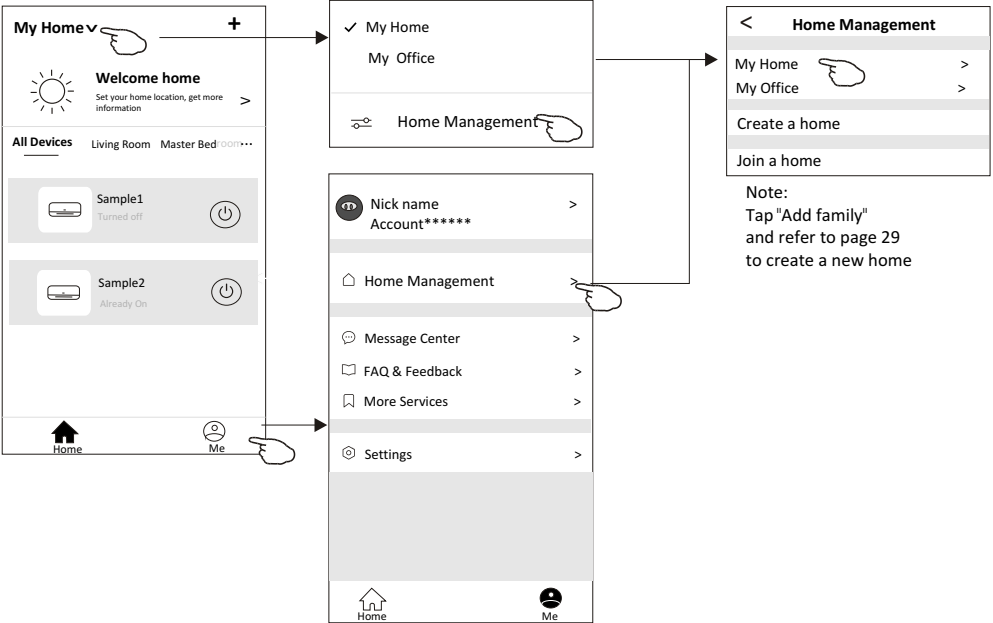 My Home
+
Welcome home
Set your home location, get more
information
>
All Devices Living Room Master Bedroom ...
Sample1
Turned off
Sample2
Already On
Home
Me
✓ My Home
My Office
Home Management
Nick name >
Account******
Home Management >
Message Center >
FAQ & Feedback >
More Services >
Settings >
Home
Me
< Home Management
My Home >
My Office >
Create a home
Join a home
Note:
Tap "Add family"
and refer to page 29
to create a new home